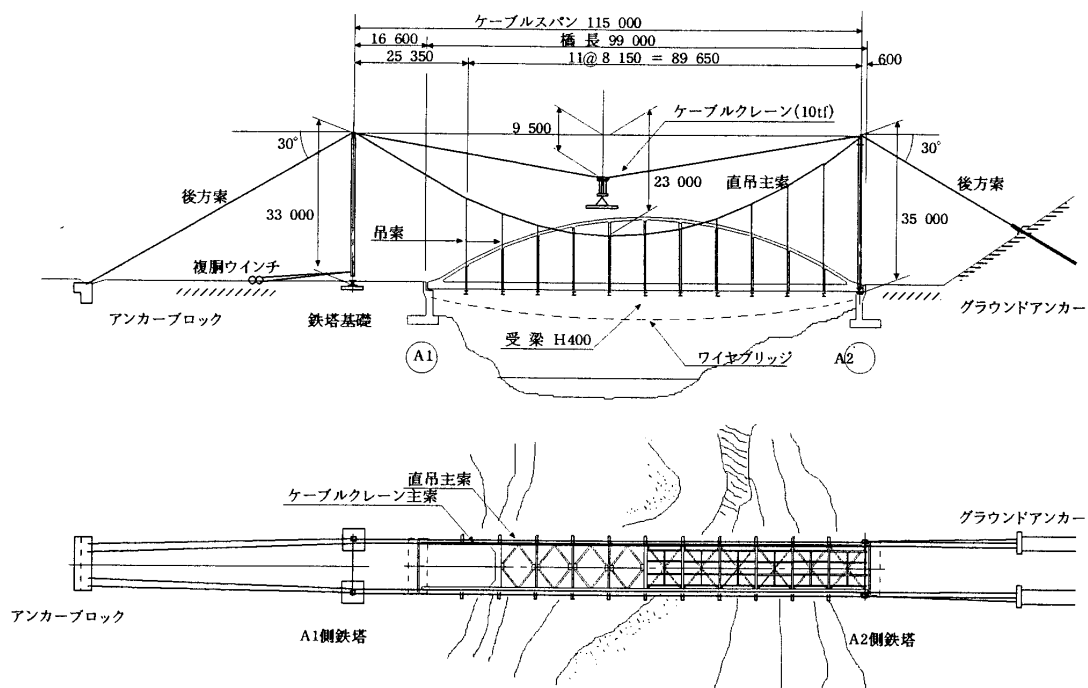 ケーブルスパン 115 000
16 600
橋 長 99 000
25 350
11@ 8 150 = 89 650
600
ケーブルクレーン(10tf)
9 500
30°
30°
23 000
直吊主索
後方索
後方索
33 000
35 000
吊索
複胴ウインチ
アンカーブロック
鉄塔基礎
グラウンドアンカー
受 梁 H400
A1
ワイヤブリッジ
A2
直吊主索
ケーブルクレーン主索
グラウンドアンカー
アンカーブロック
A1側鉄塔
A2側鉄塔